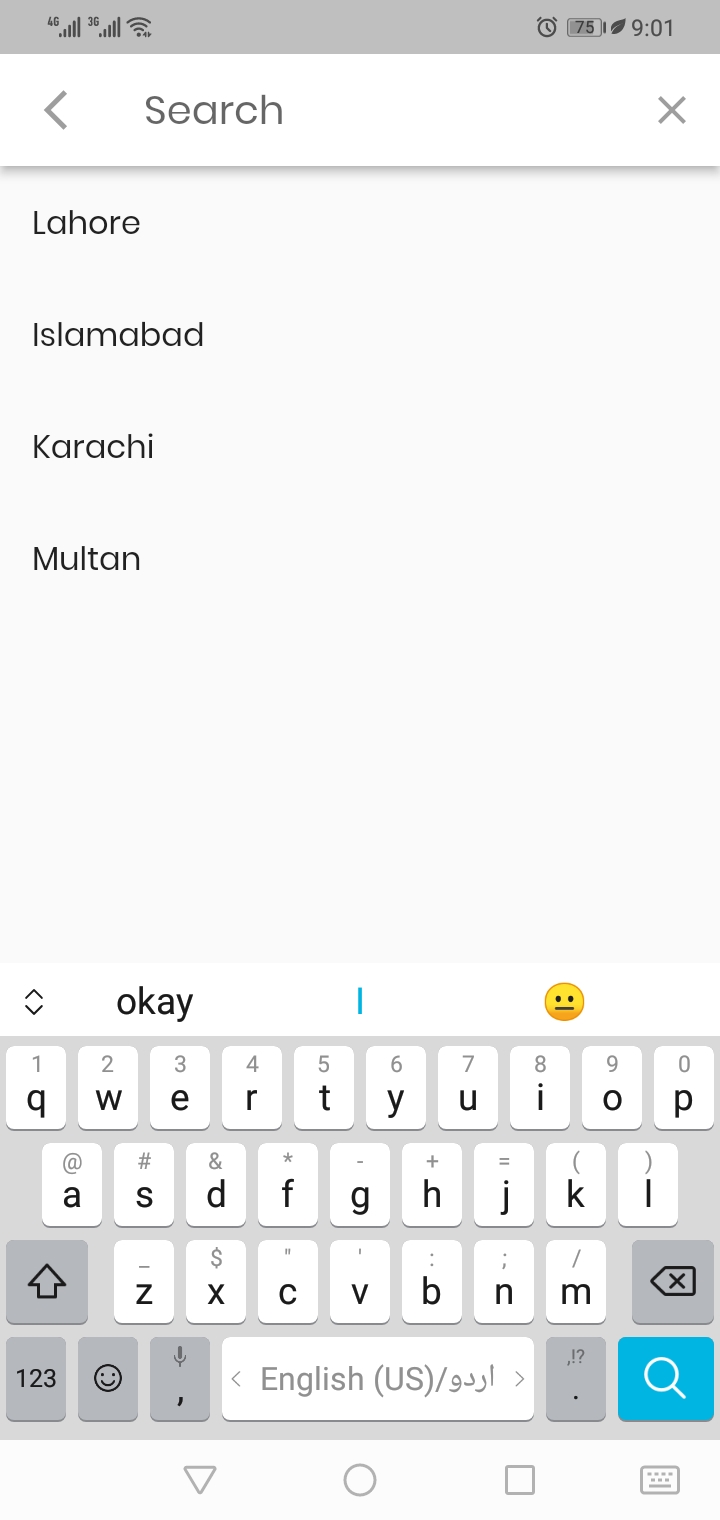 4G 3G 75 9:01
Search
Lahore
Islamabad
Karachi
Multan
okay I
1 2 3 4 5 6 7 8 9 0
q w e r t y u i o p
@ # & * - + = ( )
a s d f g h j k l
_ $ " ' : ; /
z x c v b n m
,!?
123 , < English (US)/اردو > .